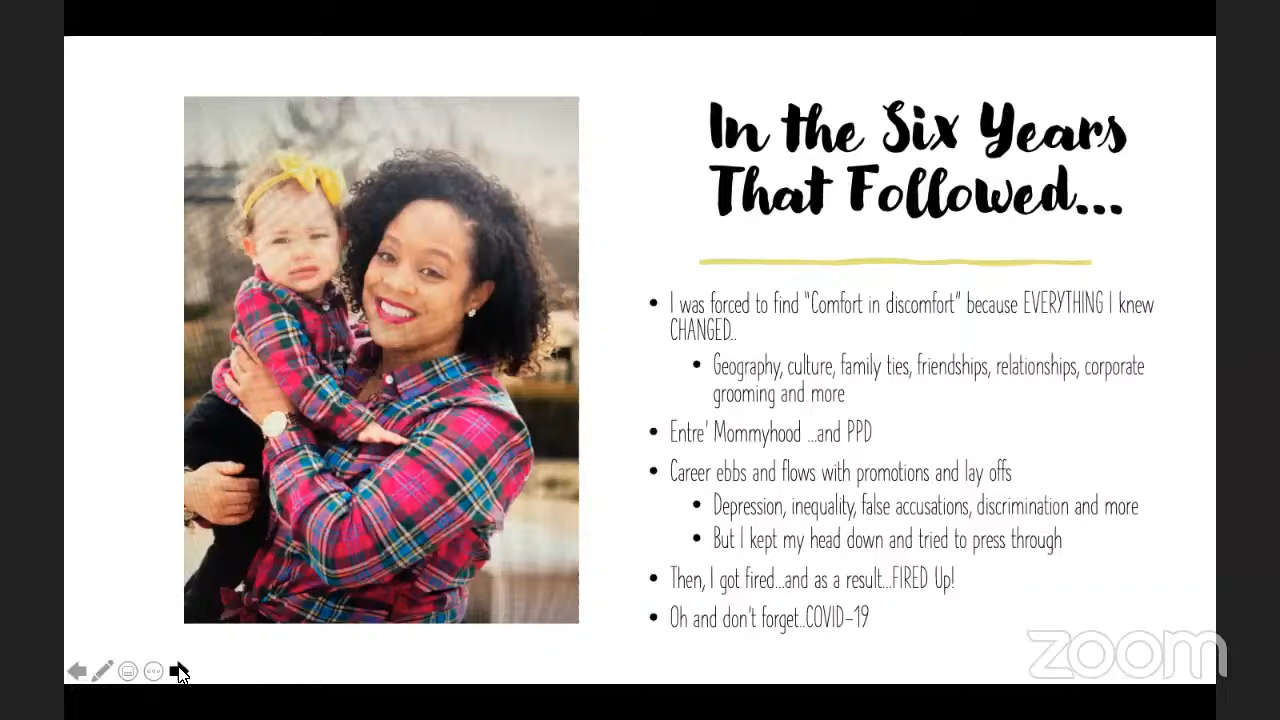 In the Six Years
That Followed...
• I was forced to find "Comfort in discomfort" because EVERYTHING I knew
CHANGED..
• Geography, culture, family ties, friendships, relationships, corporate
grooming and more
• Entre' Mommyhood ...and PPD
• Career ebbs and flows with promotions and lay offs
• Depression, inequality, false accusations, discrimination and more
• But I kept my head down and tried to press through
• Then, I got fired...and as a result...FIRED Up!
• Oh and don't forget..COVID-19
zoom